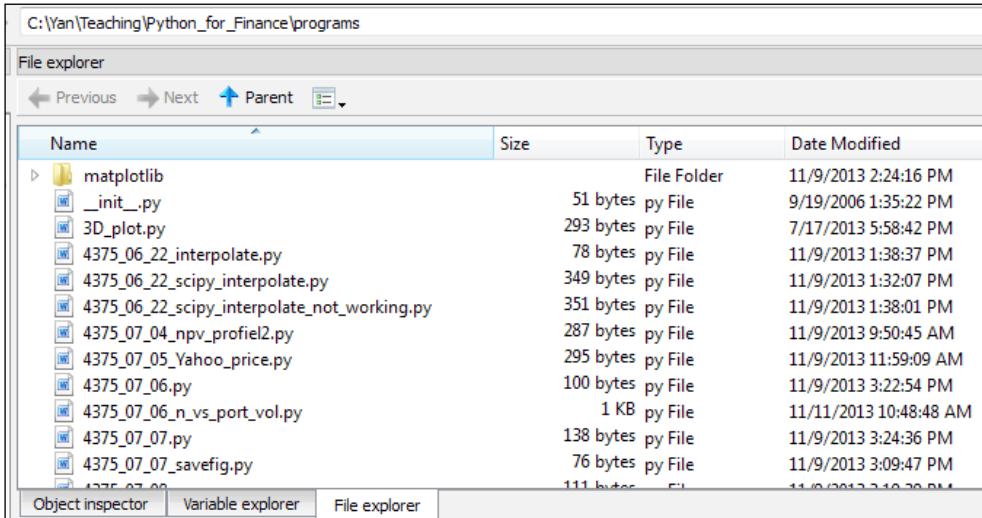 C:\Yan\Teaching\Python_for_Finance\programs
File explorer
Previous Next Parent
Name Size Type Date Modified
matplotlib File Folder 11/9/2013 2:24:16 PM
__init__.py 51 bytes py File 9/19/2006 1:35:22 PM
3D_plot.py 293 bytes py File 7/17/2013 5:58:42 PM
4375_06_22_interpolate.py 78 bytes py File 11/9/2013 1:38:37 PM
4375_06_22_scipy_interpolate.py 349 bytes py File 11/9/2013 1:32:07 PM
4375_06_22_scipy_interpolate_not_working.py 351 bytes py File 11/9/2013 1:38:01 PM
4375_07_04_npv_profiel2.py 287 bytes py File 11/9/2013 9:50:45 AM
4375_07_05_Yahoo_price.py 295 bytes py File 11/9/2013 11:59:09 AM
4375_07_06.py 100 bytes py File 11/9/2013 3:22:54 PM
4375_07_06_n_vs_port_vol.py 1 KB py File 11/11/2013 10:48:48 AM
4375_07_07.py 138 bytes py File 11/9/2013 3:24:36 PM
4375_07_07_savefig.py 76 bytes py File 11/9/2013 3:09:47 PM
111 bytes
Object inspector Variable explorer File explorer